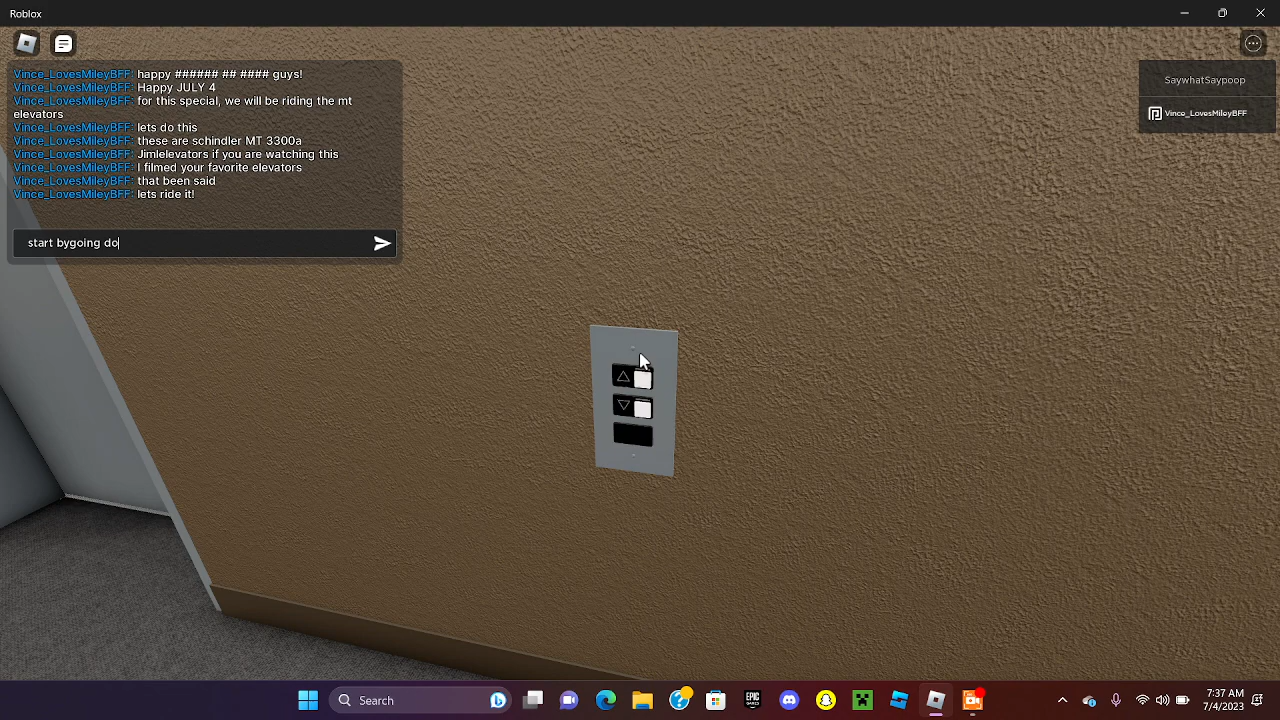 Roblox
Vince_LovesMileyBFF: happy ###### ## #### guys!
Vince_LovesMileyBFF: Happy JULY 4
Vince_LovesMileyBFF: for this special, we will be riding the mt
elevators
Vince_LovesMileyBFF: lets do this
Vince_LovesMileyBFF: these are schindler MT 3300a
Vince_LovesMileyBFF: Jimlelevators if you are watching this
Vince_LovesMileyBFF: I filmed your favorite elevators
Vince_LovesMileyBFF: that been said
Vince_LovesMileyBFF: lets ride it!
start bygoing do
SaywhatSaypoop
Vince_LovesMileyBFF
Search
EPIC GAMES
7:37 AM
7/4/2023